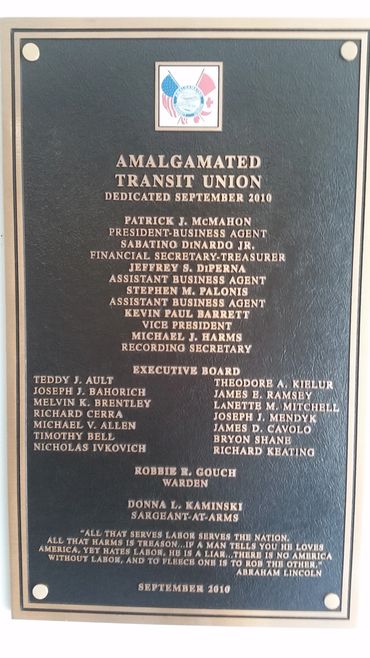 AMALGAMATED
TRANSIT UNION
DEDICATED SEPTEMBER 2010
PATRICK J. McMAHON
PRESIDENT-BUSINESS AGENT
SABATINO DiNARDO JR.
FINANCIAL SECRETARY-TREASURER
JEFFREY S. DiPERNA
ASSISTANT BUSINESS AGENT
STEPHEN M. PALONIS
ASSISTANT BUSINESS AGENT
KEVIN PAUL BARRETT
VICE PRESIDENT
MICHAEL J. HARMS
RECORDING SECRETARY
EXECUTIVE BOARD
TEDDY J. AULT
JOSEPH J. BAHORICH
MELVIN K. BRENTLEY
RICHARD CERRA
MICHAEL V. ALLEN
TIMOTHY BELL
NICHOLAS IVKOVICH
THEODORE A. KIELUR
JAMES E. RAMSEY
LANETTE M. MITCHELL
JOSEPH J. MENDYK
JAMES D. CAVOLO
BRYON SHANE
RICHARD KEATING
ROBBIE R. GOUCH
WARDEN
DONNA L. KAMINSKI
SARGEANT-AT-ARMS
"ALL THAT SERVES LABOR SERVES THE NATION.
ALL THAT HARMS IS TREASON...IF A MAN TELLS YOU HE LOVES
AMERICA, YET HATES LABOR, HE IS A LIAR...THERE IS NO AMERICA
WITHOUT LABOR, AND TO FLEECE ONE IS TO ROB THE OTHER."
ABRAHAM LINCOLN
SEPTEMBER 2010